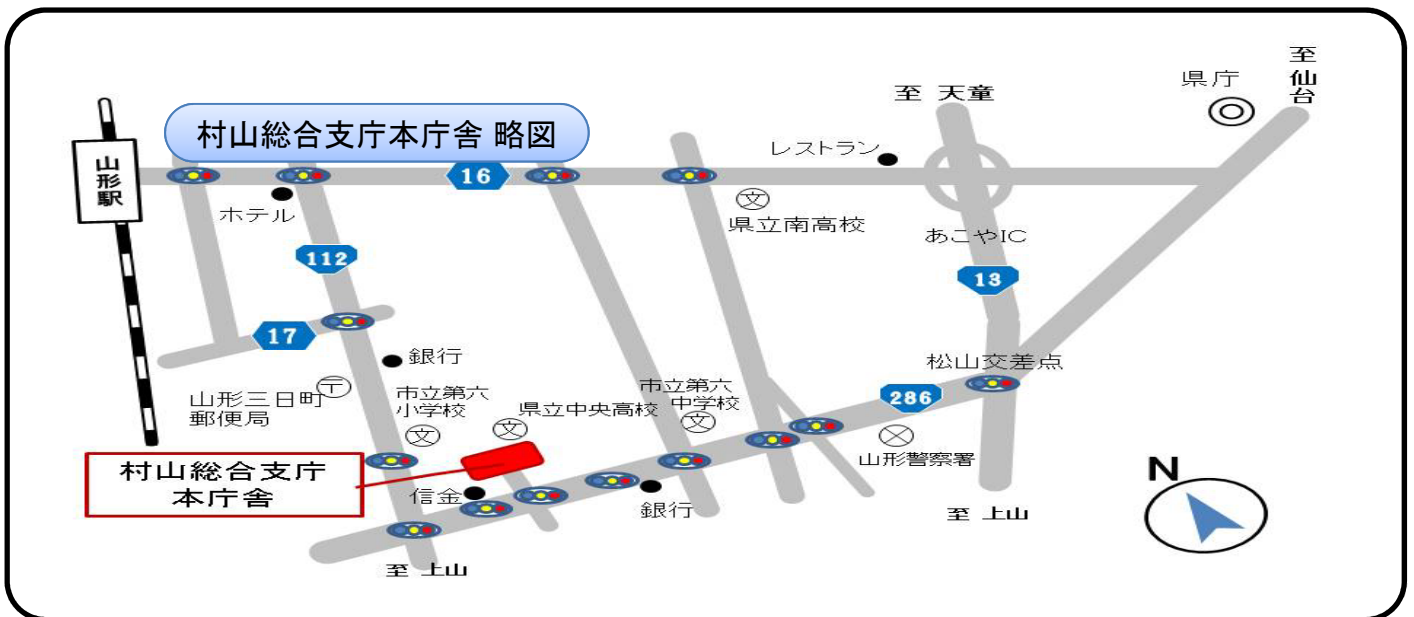 至
仙
台
県庁
至 天童
村山総合支庁本庁舎 略図
山
形
駅
16
レストラン
ホテル
文
県立南高校
あこやIC
112
13
17
銀行
松山交差点
山形三日町
郵便局
〒
市立第六
小学校
文
県立中央高校
文
市立第六
中学校
文
286
山形警察署
村山総合支庁
本庁舎
信金
銀行
至 上山
至 上山
N